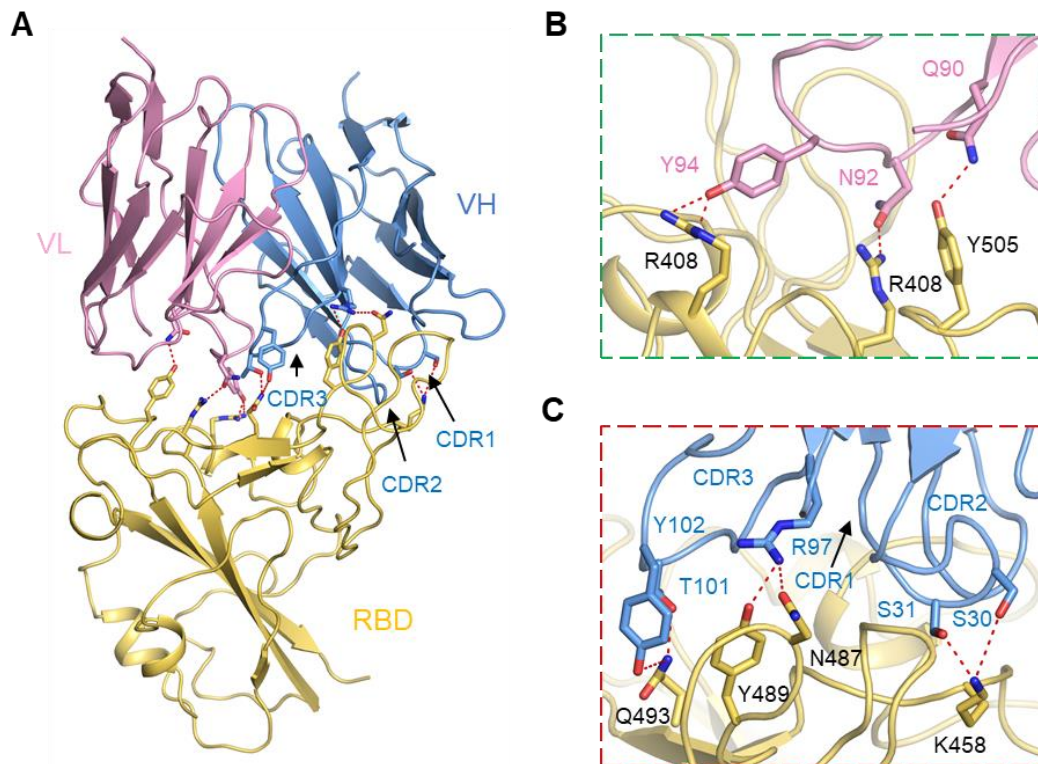 A
VL
VH
CDR3
CDR1
CDR2
RBD
B
Q90
Y94
N92
R408
R408
Y505
C
CDR3
CDR2
Y102
R97
T101
CDR1
S31
S30
N487
Q493
Y489
K458